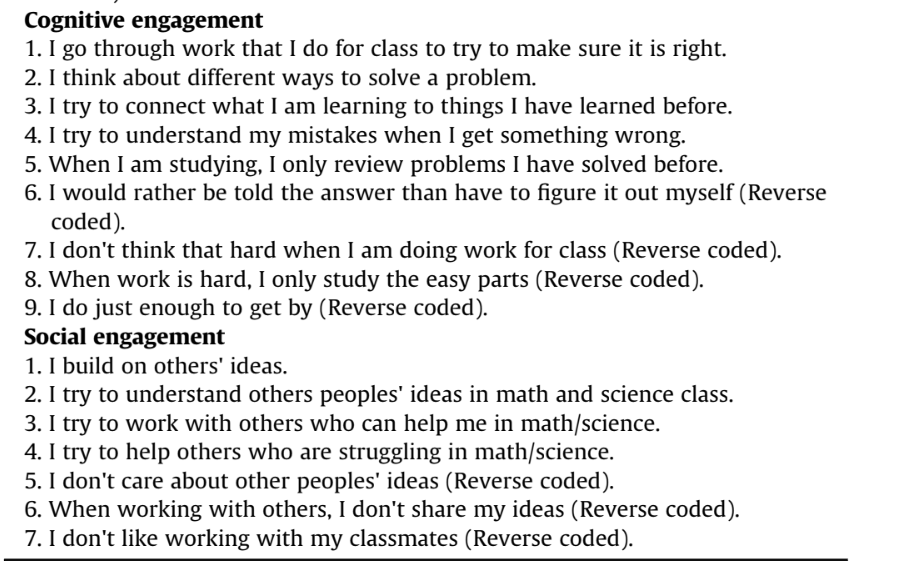 Cognitive engagement
1. I go through work that I do for class to try to make sure it is right.
2. I think about different ways to solve a problem.
3. I try to connect what I am learning to things I have learned before.
4. I try to understand my mistakes when I get something wrong.
5. When I am studying, I only review problems I have solved before.
6. I would rather be told the answer than have to figure it out myself (Reverse
coded).
7. I don't think that hard when I am doing work for class (Reverse coded).
8. When work is hard, I only study the easy parts (Reverse coded).
9. I do just enough to get by (Reverse coded).
Social engagement
1. I build on others' ideas.
2. I try to understand others peoples' ideas in math and science class.
3. I try to work with others who can help me in math/science.
4. I try to help others who are struggling in math/science.
5. I don't care about other peoples' ideas (Reverse coded).
6. When working with others, I don't share my ideas (Reverse coded).
7. I don't like working with my classmates (Reverse coded).